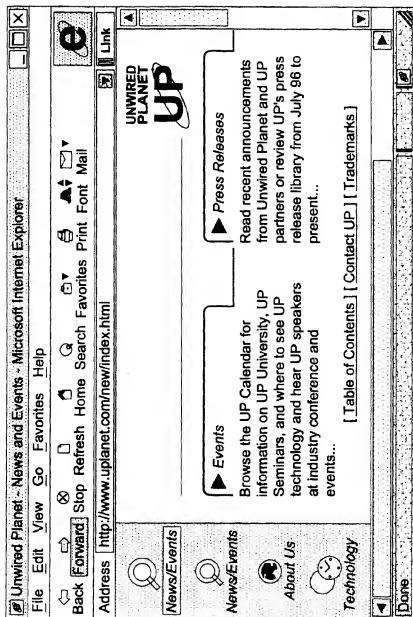 Unwired Planet - News and Events - Microsoft Internet Explorer
File Edit View Go Favorites Help
Back Forward Stop Refresh Home Search Favorites Print Font Mail
Address http://www.uplanet.com/new/index.html Link
UNWIRED
PLANET
UP
News/Events
News/Events
About Us
Technology
Events
Browse the UP Calendar for
information on UP University, UP
Seminars, and where to see UP
technology and hear UP speakers
at industry conference and
events...
Press Releases
Read recent announcements
from Unwired Planet and UP
partners or review UP's press
release library from July 96 to
present...
[ Table of Contents ] [ Contact UP ] [ Trademarks ]
Done